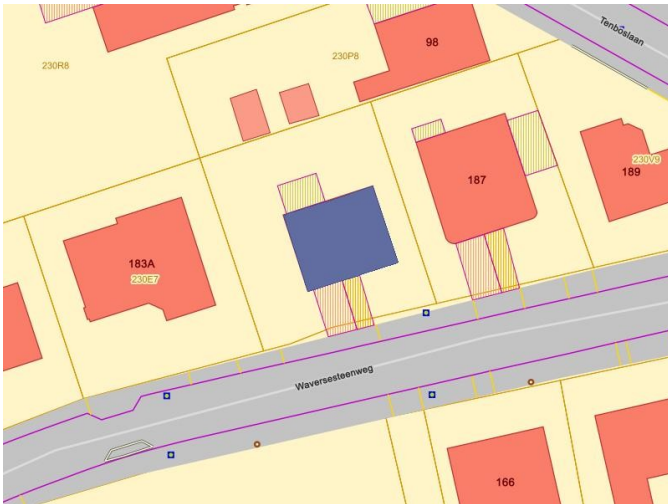 Tenboslaan
98
230P8
230R8
187
189
230V9
183A
230E7
Waversesteenweg
166